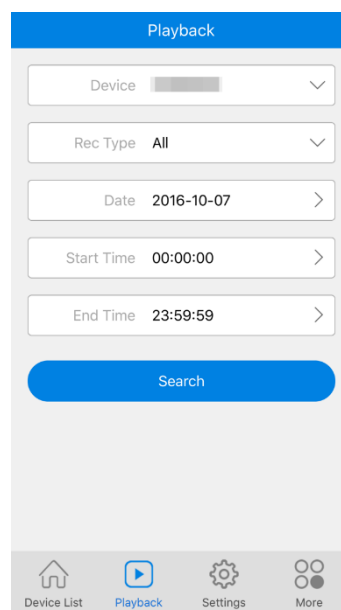 Playback
Device
Rec Type All
Date 2016-10-07
Start Time 00:00:00
End Time 23:59:59
Search
Device List Playback Settings More